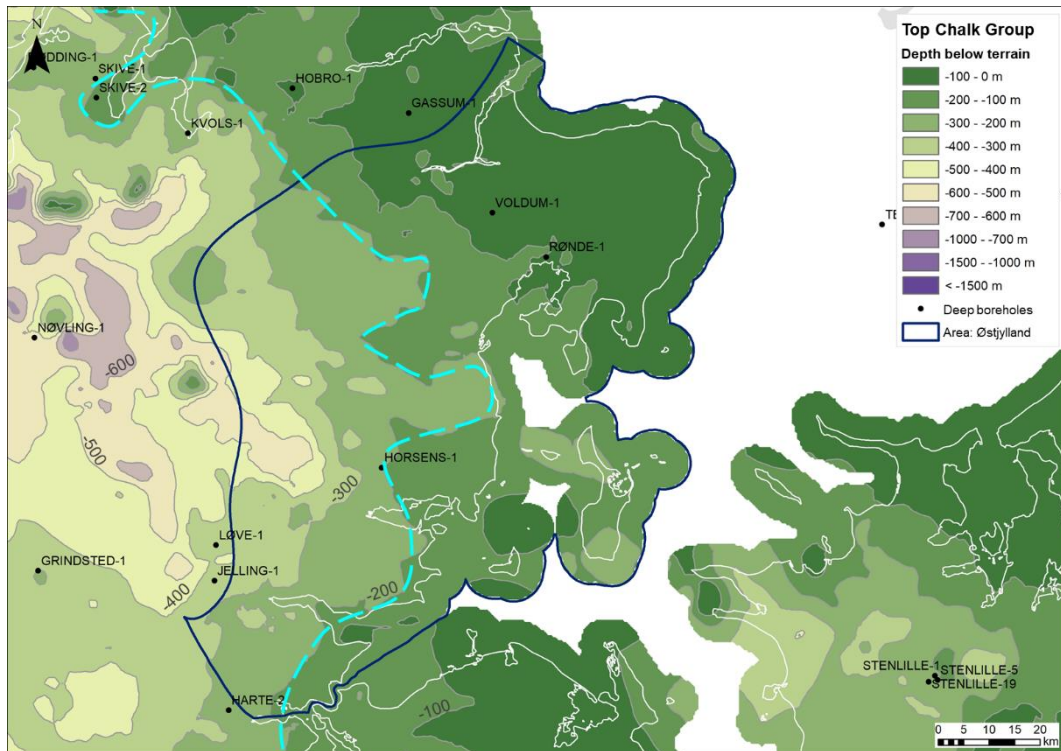 N
SKIVE-1
SKIVE-2
KVOLS-1
HOBRO-1
GASSUM-1
VOLDUM-1
RØNDE-1
NØVLING-1
-600
-500
-300
HORSENS-1
LØVE-1
GRINDSTED-1
JELLING-1
-400
-200
HARTE-2
-100
STENLILLE-1
STENLILLE-5
STENLILLE-19
Top Chalk Group
Depth below terrain
-100 - 0 m
-200 - -100 m
-300 - -200 m
-400 - -300 m
-500 - -400 m
-600 - -500 m
-700 - -600 m
-1000 - -700 m
-1500 - -1000 m
< -1500 m
Deep boreholes
Area: Østjylland
0 5 10 15 20
km